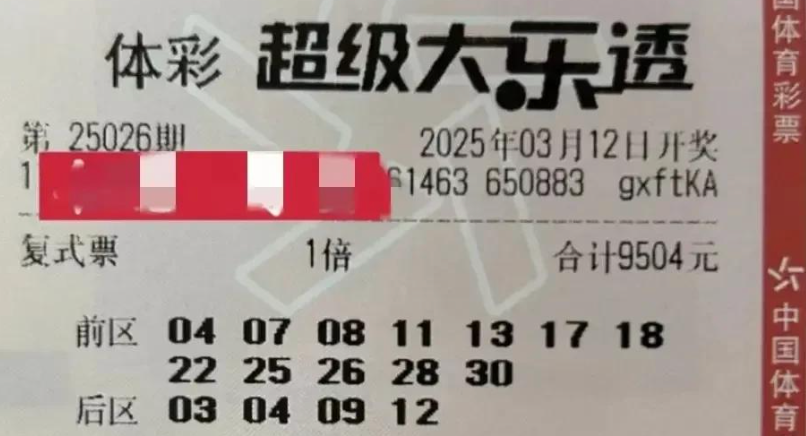 体彩 超级大乐透
第 25026期 2025年03月12日开奖
1 61463 650883 gxftKA
复式票 1倍 合计9504元
前区 04 07 08 11 13 17 18
22 25 26 28 30
后区 03 04 09 12
国体育彩票
中国体育